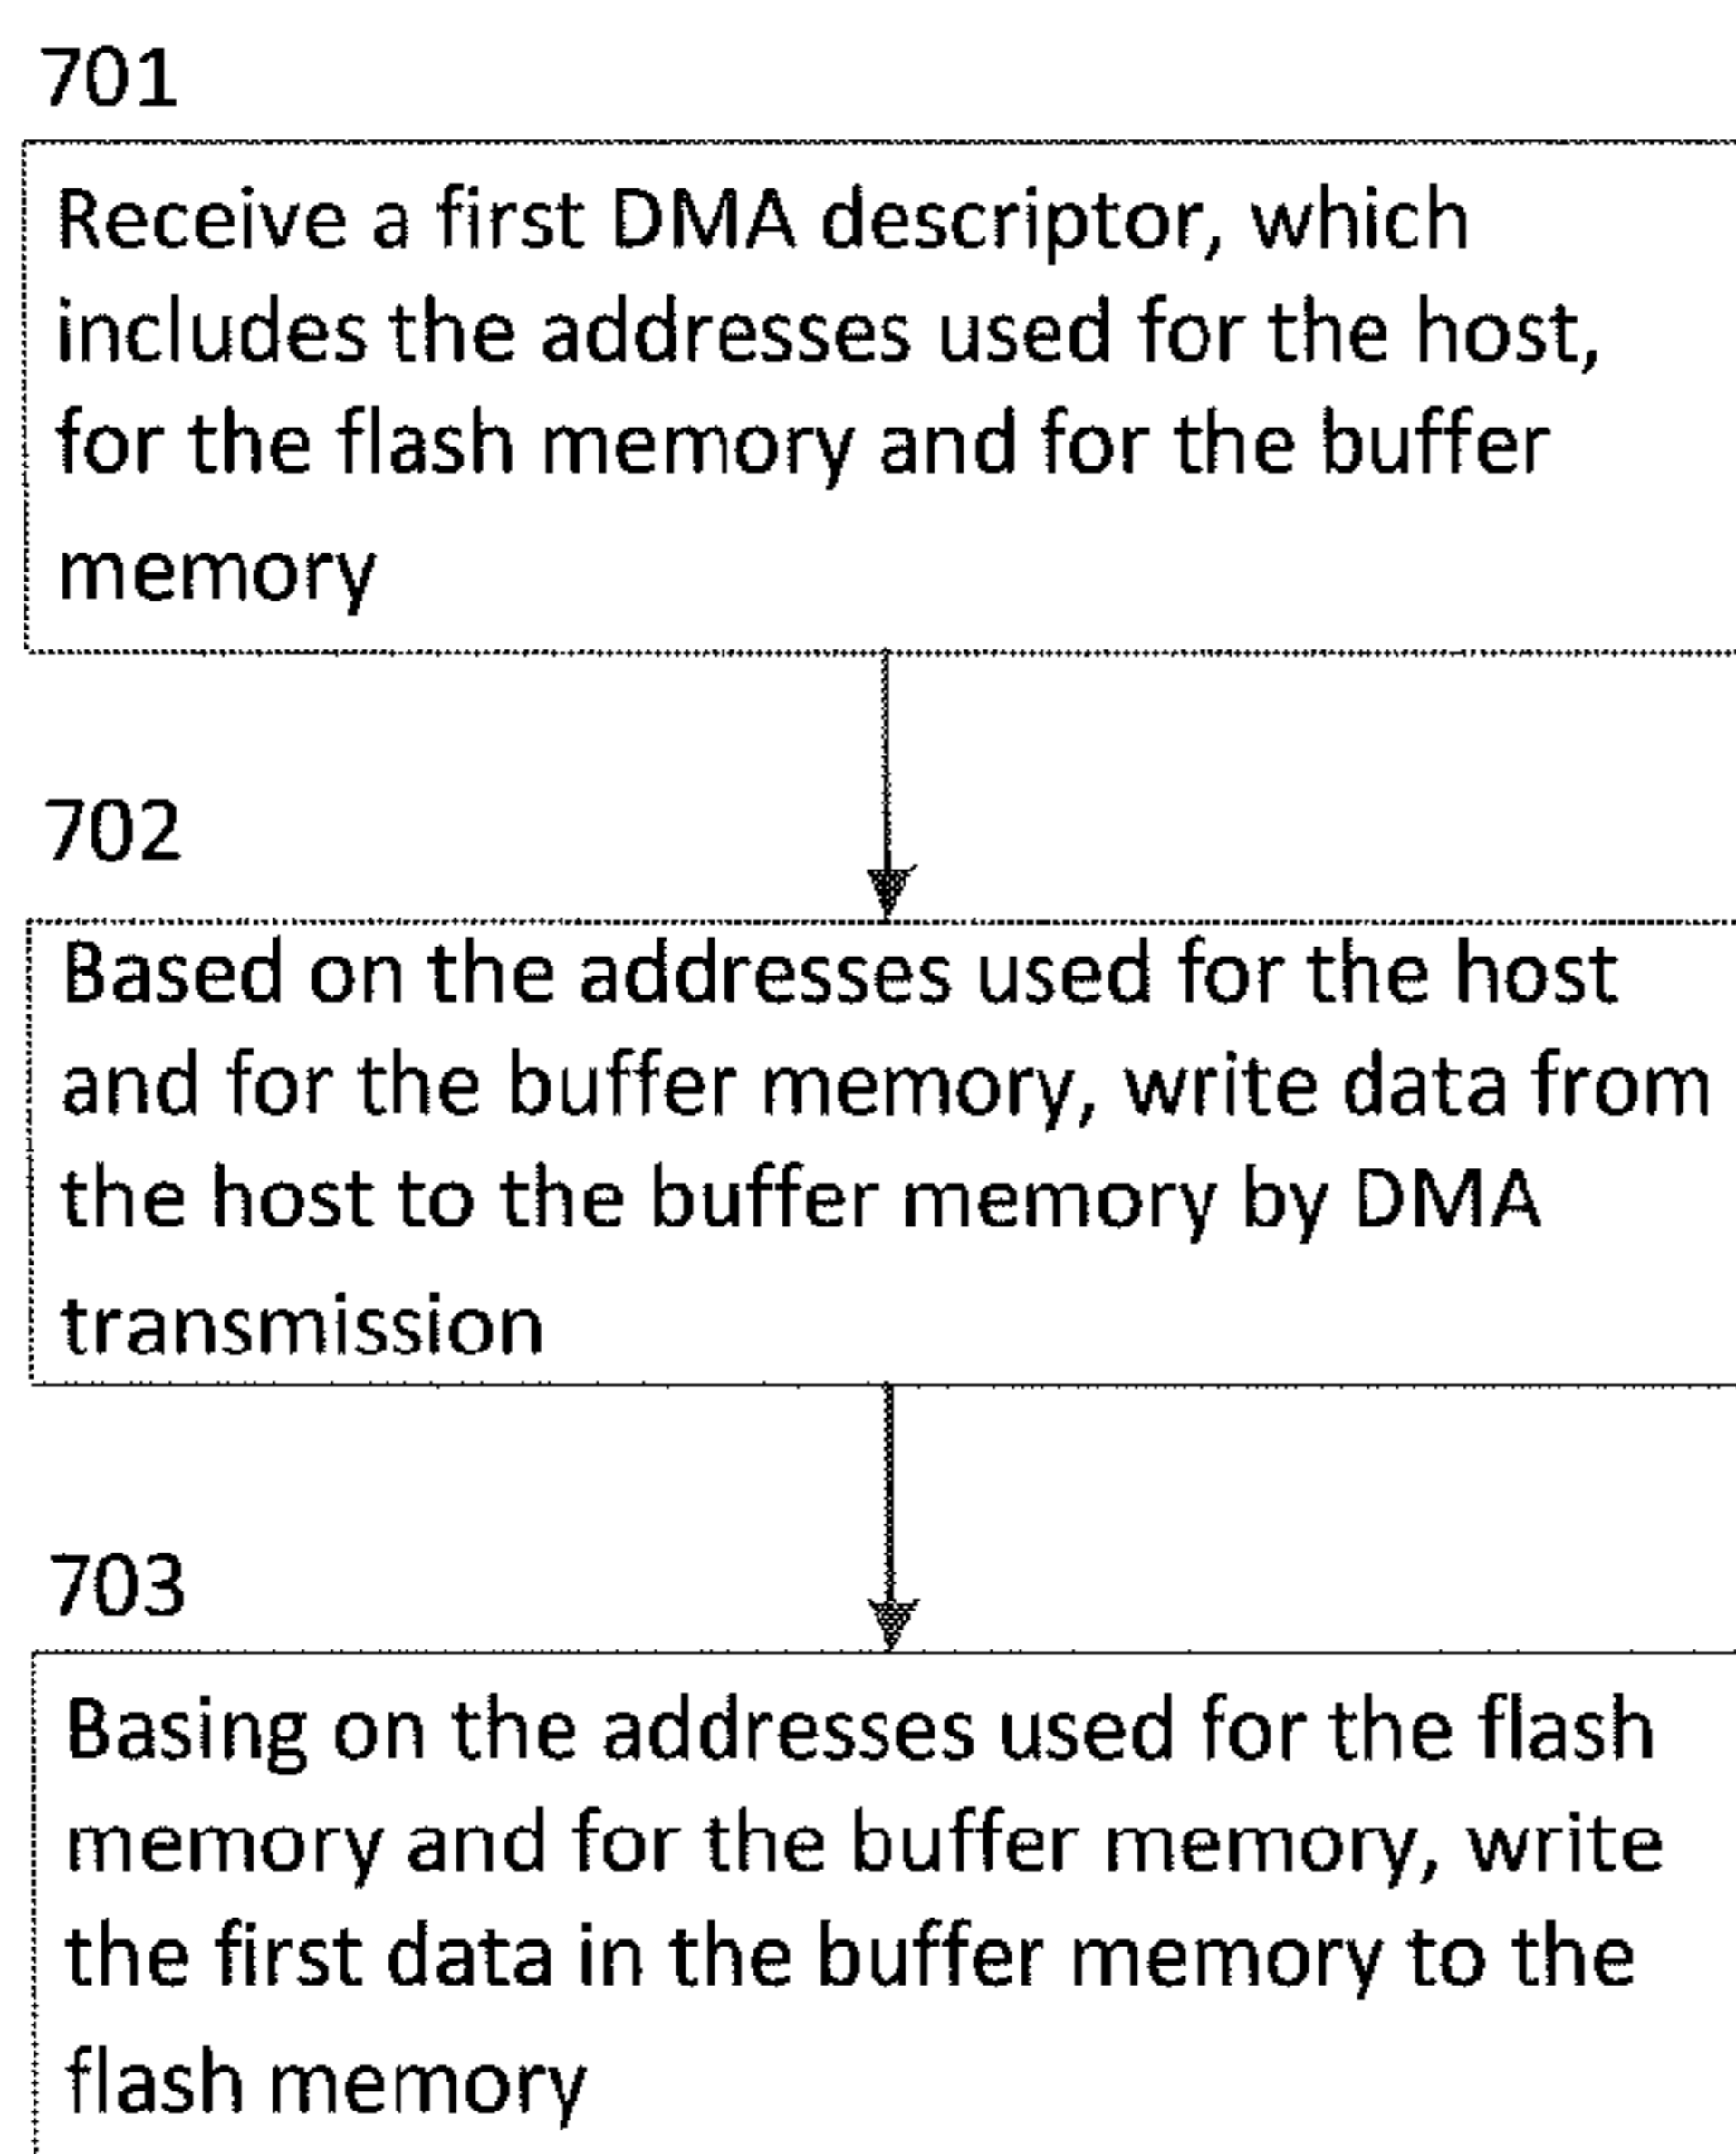 701
Receive a first DMA descriptor, which
includes the addresses used for the host,
for the flash memory and for the buffer
memory
702
Based on the addresses used for the host
and for the buffer memory, write data from
the host to the buffer memory by DMA
transmission
703
Basing on the addresses used for the flash
memory and for the buffer memory, write
the first data in the buffer memory to the
flash memory